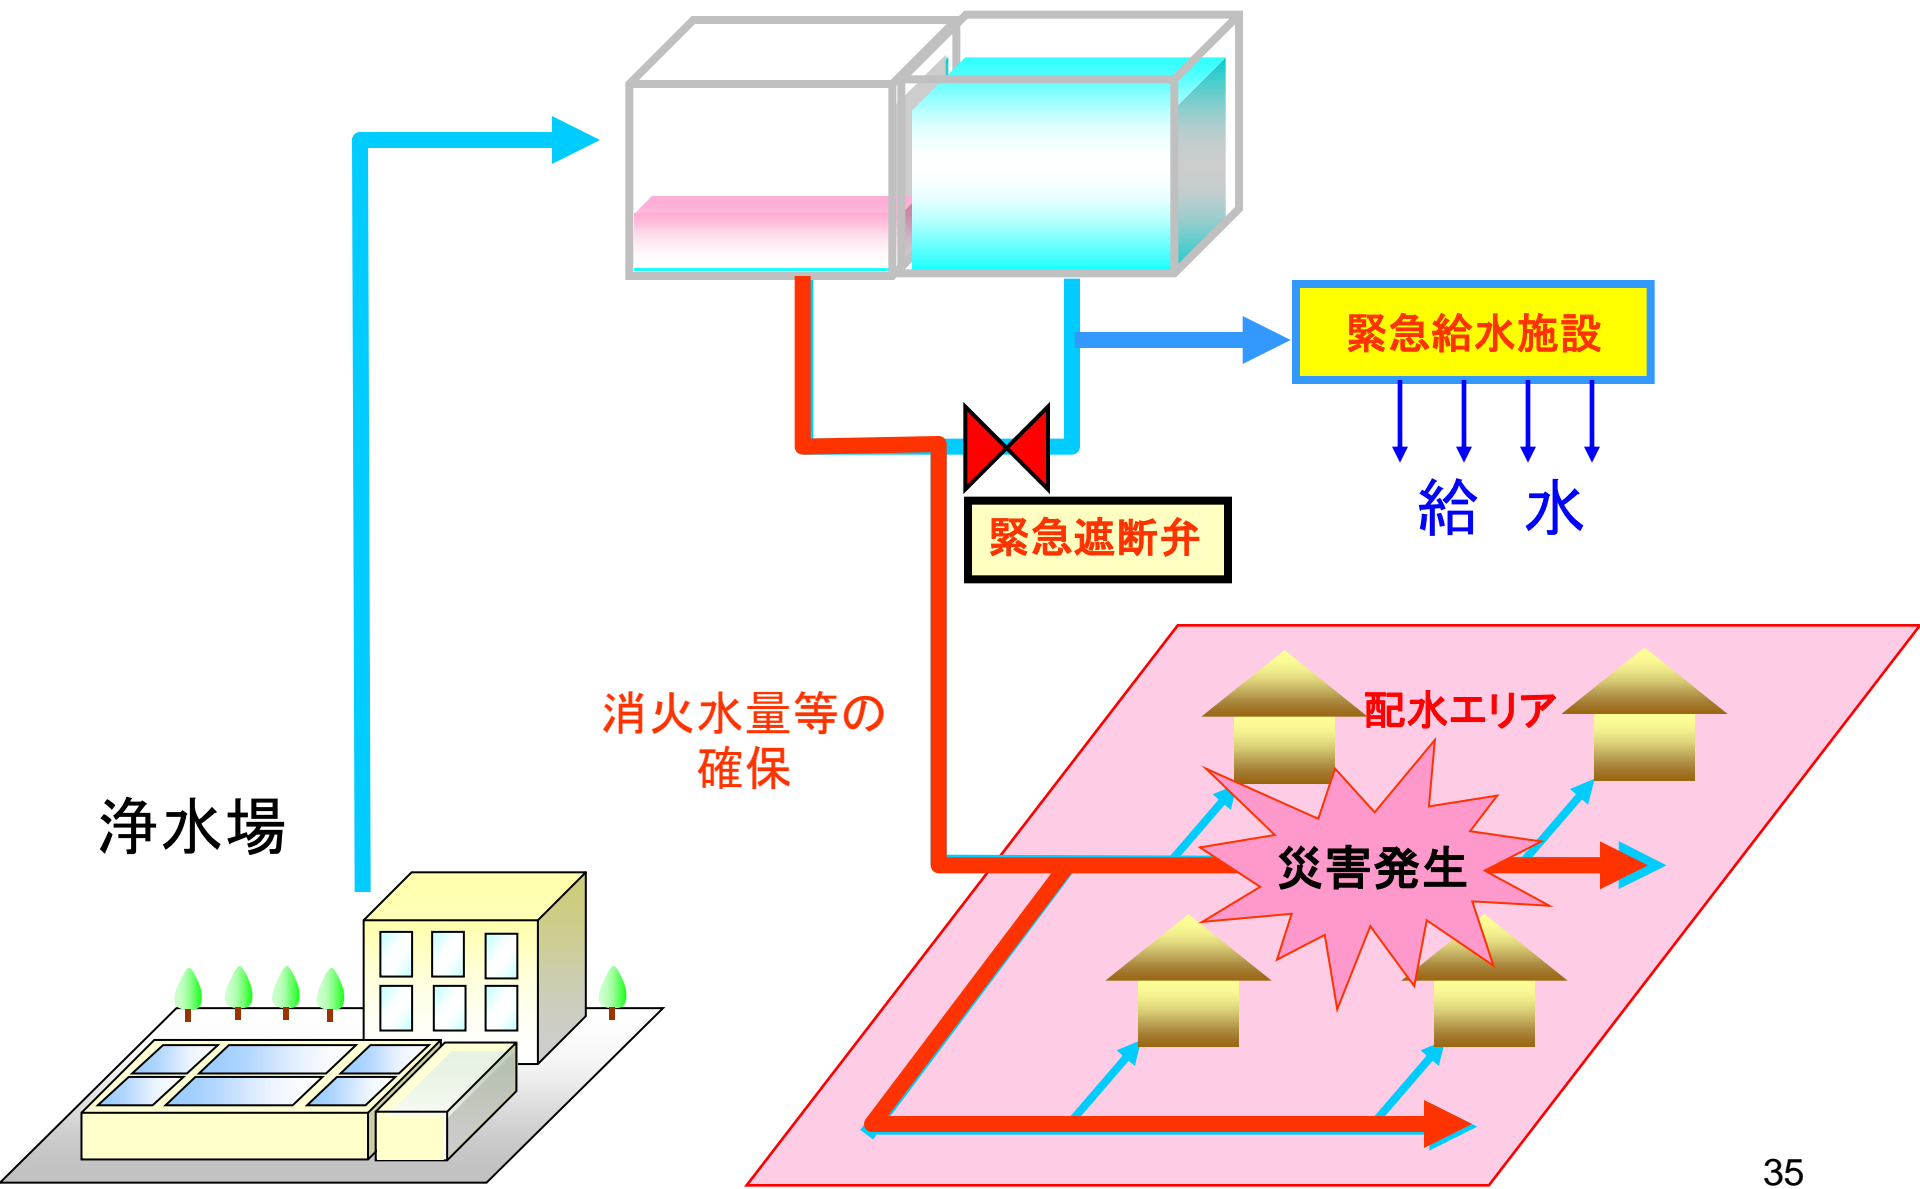 緊急給水施設
給 水
緊急遮断弁
消火水量等の
確保
配水エリア
浄水場
災害発生
35